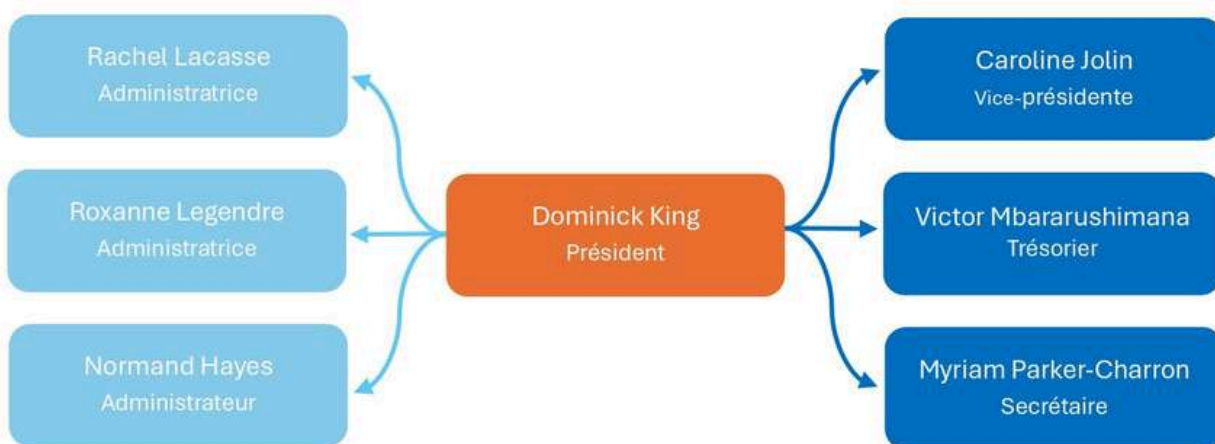 Rachel Lacasse
Administratrice
Roxanne Legendre
Administratrice
Normand Hayes
Administrateur
Dominick King
Président
Caroline Jolin
Vice-présidente
Victor Mbararushimana
Trésorier
Myriam Parker-Charron
Secrétaire